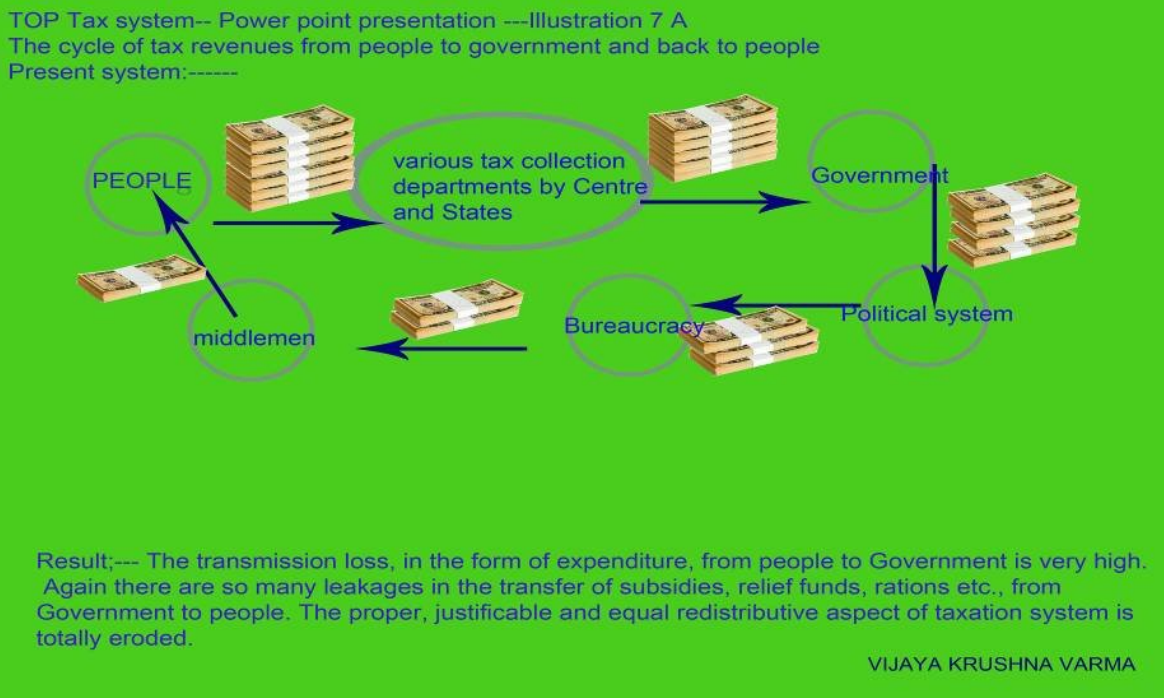 TOP Tax system-- Power point presentation ---Illustration 7 A
The cycle of tax revenues from people to government and back to people
Present system:------
PEOPLE
various tax collection
departments by Centre
and States
Government
middlemen
Bureaucracy
Political system
Result;--- The transmission loss, in the form of expenditure, from people to Government is very high.
Again there are so many leakages in the transfer of subsidies, relief funds, rations etc., from
Government to people. The proper, justificable and equal redistributive aspect of taxation system is
totally eroded.
VIJAYA KRUSHNA VARMA